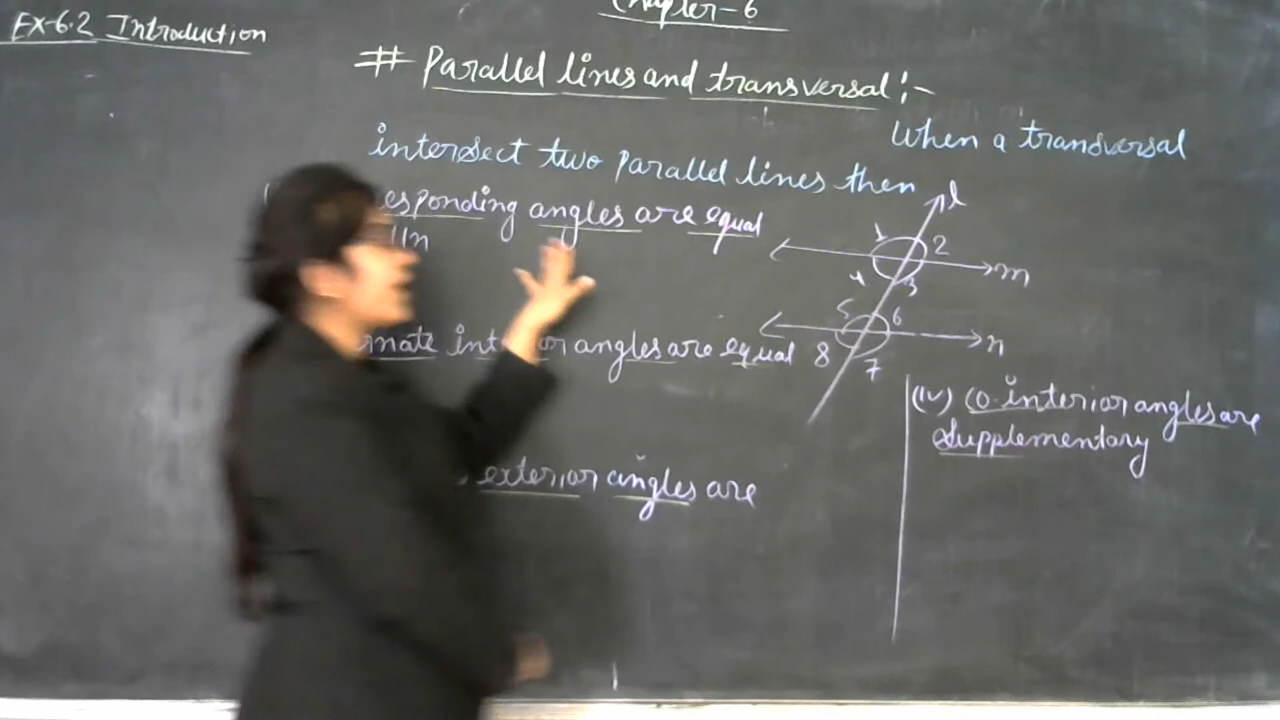 Chapter-6
EX-6.2 Introduction
# Parallel lines and transversal :-
When a transversal
intersect two parallel lines then
esponding angles are equal
angles are equal
exterior angles are
l
1 2
m
4 3
5 6
n
8 7
(iv) Co-interior angles are
Supplementary